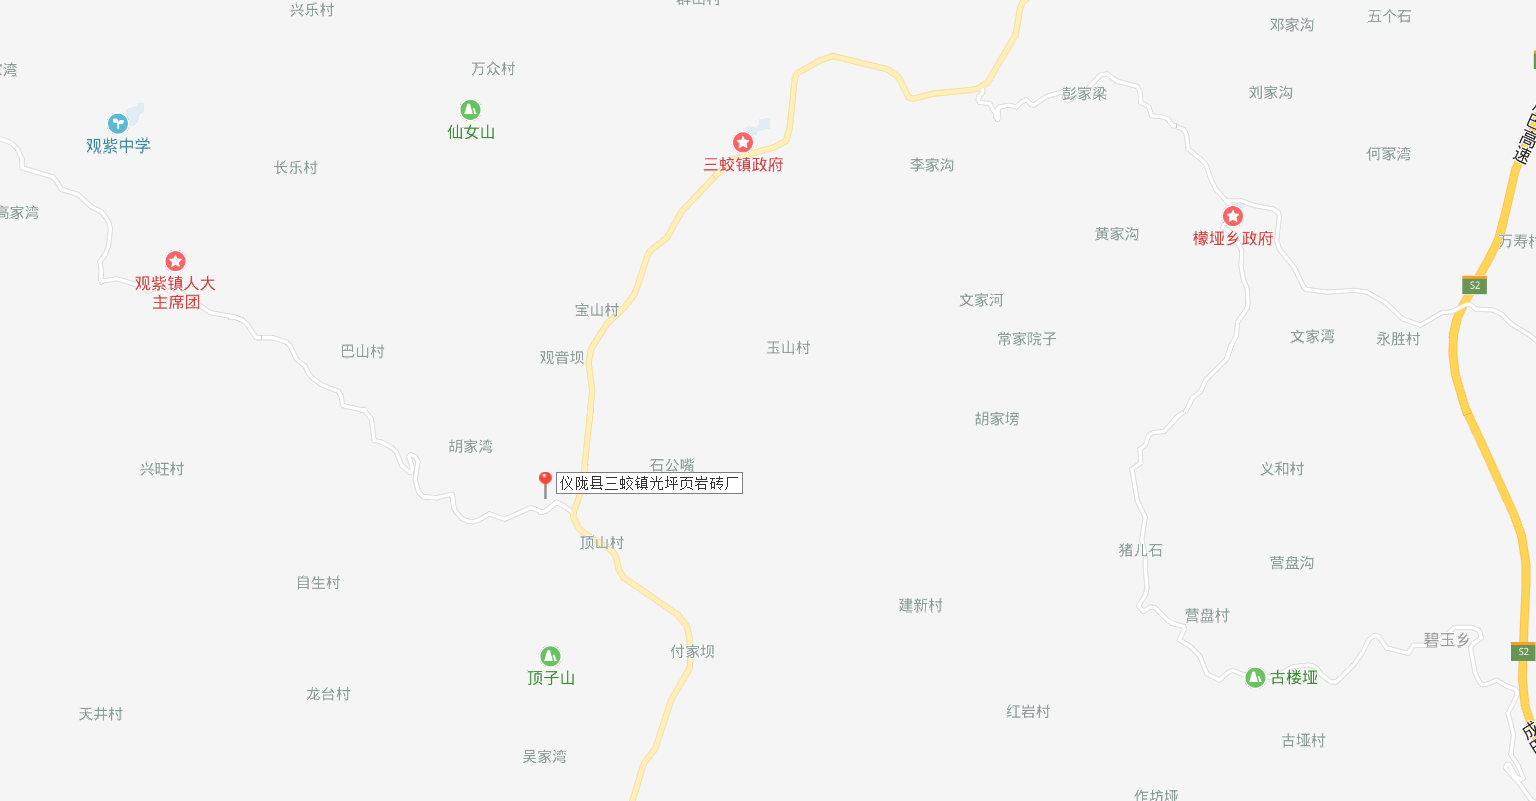 兴乐村
五个石
邓家沟
万众村
彭家梁
刘家沟
仙女山
观紫中学
三蛟镇政府
李家沟
何家湾
长乐村
高家湾
黄家沟
檬垭乡政府
万寿村
观紫镇人大
主席团
S2
文家河
宝山村
常家院子
文家湾
永胜村
巴山村
观音坝
玉山村
胡家塝
胡家湾
兴旺村
石公嘴
义和村
仪陇县三蛟镇光坪页岩砖厂
顶山村
猪儿石
营盘沟
自生村
建新村
营盘村
碧玉乡
付家坝
S2
顶子山
古楼垭
龙台村
天井村
红岩村
古垭村
吴家湾
作坊垭